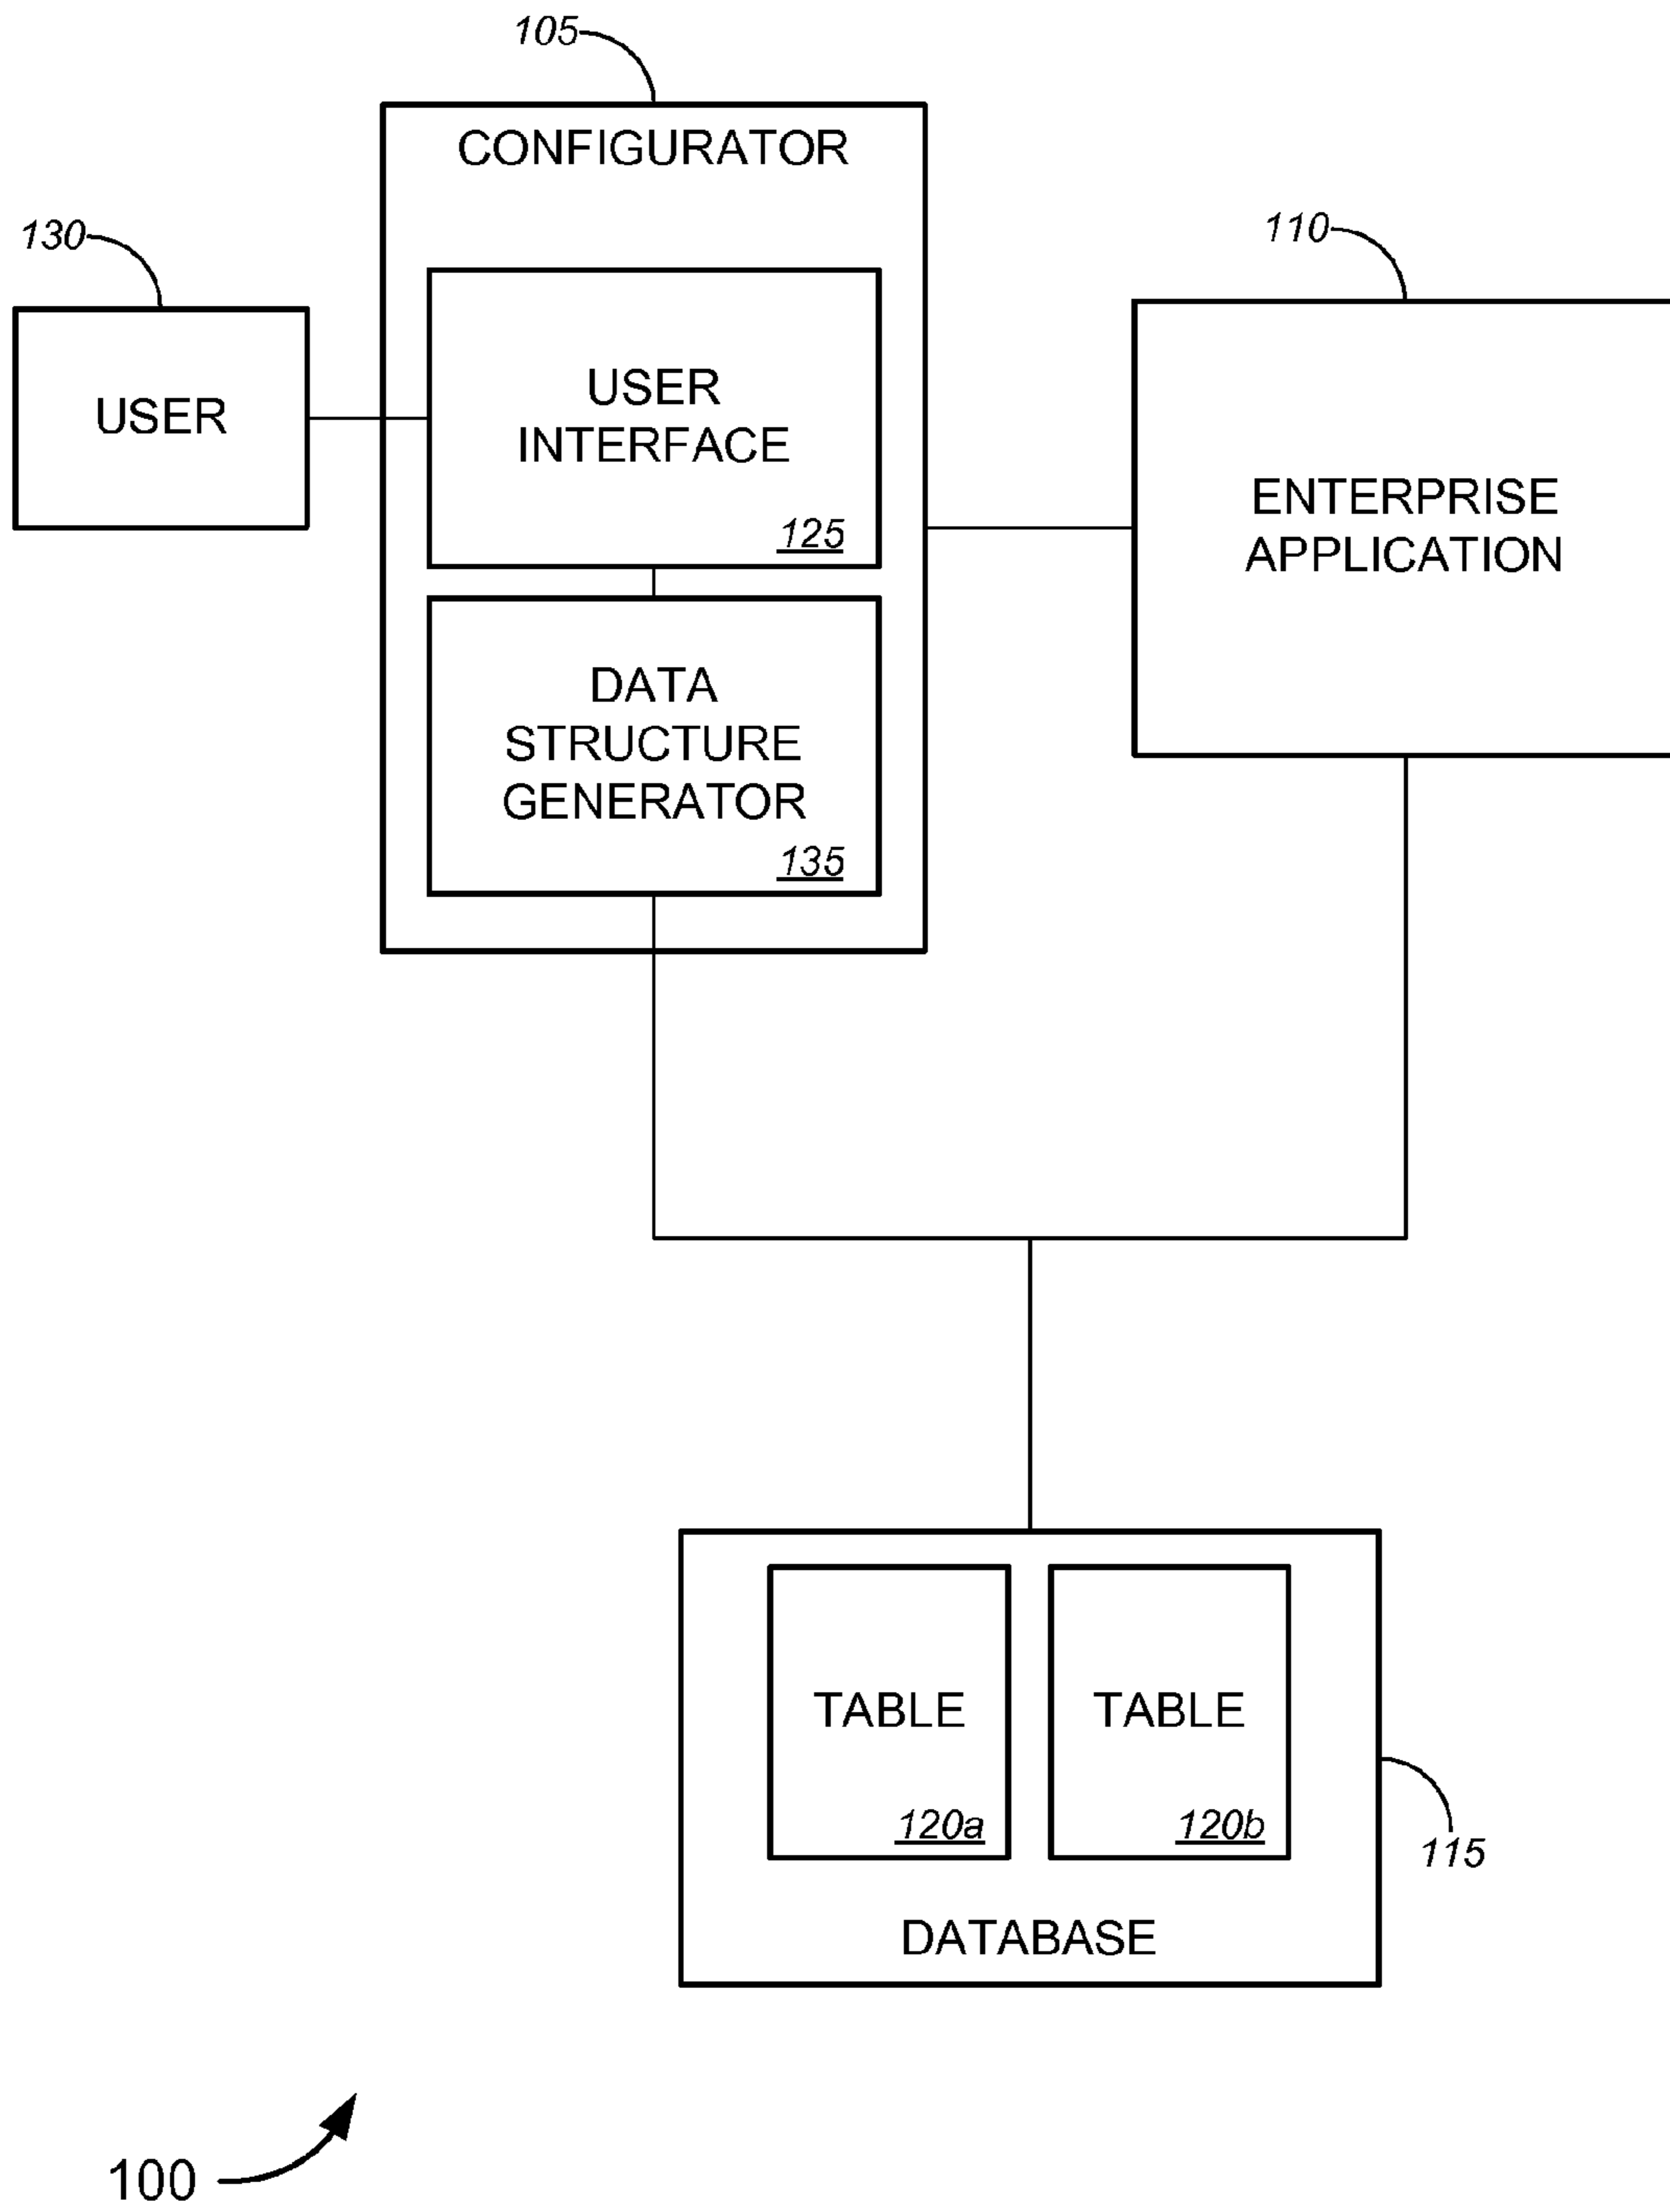 105
CONFIGURATOR
130
110
USER
USER
INTERFACE
125
ENTERPRISE
APPLICATION
DATA
STRUCTURE
GENERATOR
135
TABLE
TABLE
120a
120b
115
DATABASE
100